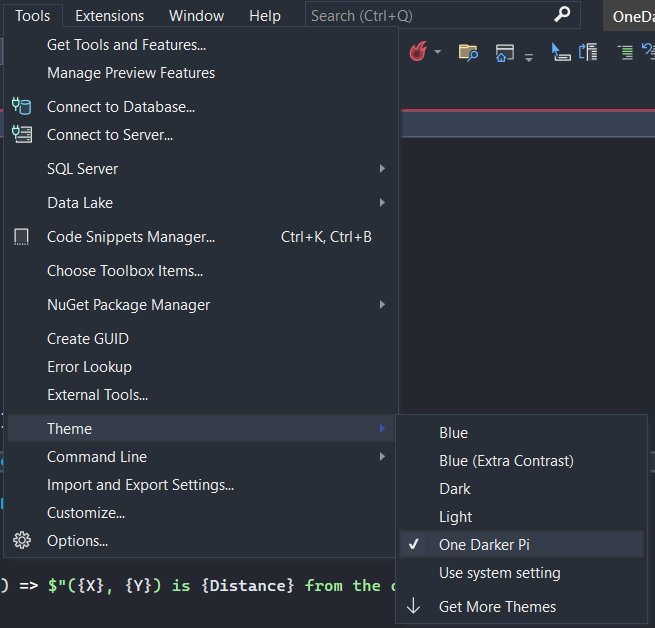 Tools Extensions Window Help Search (Ctrl+Q) OneDa
Get Tools and Features...
Manage Preview Features
Connect to Database...
Connect to Server...
SQL Server
Data Lake
Code Snippets Manager... Ctrl+K, Ctrl+B
Choose Toolbox Items...
NuGet Package Manager
Create GUID
Error Lookup
External Tools...
Theme
Command Line
Import and Export Settings...
Customize...
Options...
Blue
Blue (Extra Contrast)
Dark
Light
One Darker Pi
Use system setting
Get More Themes
) => $"({X}, {Y}) is {Distance} from the